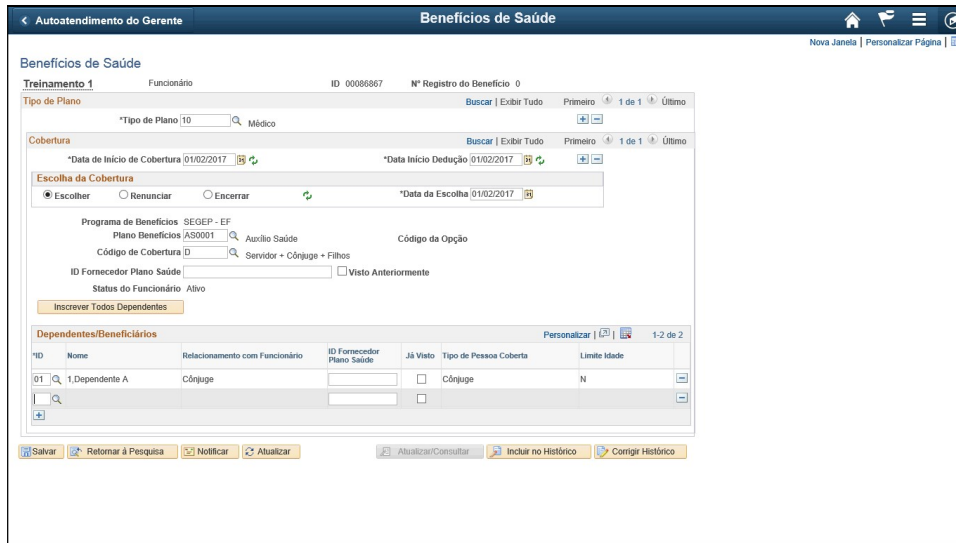 Autoatendimento do Gerente Benefícios de Saúde
Nova Janela | Personalizar Página |
Benefícios de Saúde
Treinamento 1 Funcionário ID 00086867 Nº Registro do Benefício 0
Tipo de Plano Buscar | Exibir Tudo Primeiro 1 de 1 Último
*Tipo de Plano 10 Médico
Cobertura Buscar | Exibir Tudo Primeiro 1 de 1 Último
*Data de Início de Cobertura 01/02/2017 *Data Início Dedução 01/02/2017
Escolha da Cobertura
Escolher Renunciar Encerrar *Data da Escolha 01/02/2017
Programa de Benefícios SEGEP - EF
Plano Benefícios AS0001 Auxílio Saúde Código da Opção
Código de Cobertura D Servidor + Cônjuge + Filhos
ID Fornecedor Plano Saúde Visto Anteriormente
Status do Funcionário Ativo
Inscrever Todos Dependentes
Dependentes/Beneficiários Personalizar | | 1-2 de 2
*ID Nome Relacionamento com Funcionário ID Fornecedor Plano Saúde Já Visto Tipo de Pessoa Coberta Limite Idade
01 1,Dependente A Cônjuge Cônjuge N
Salvar Retornar à Pesquisa Notificar Atualizar Atualizar/Consultar Incluir no Histórico Corrigir Histórico